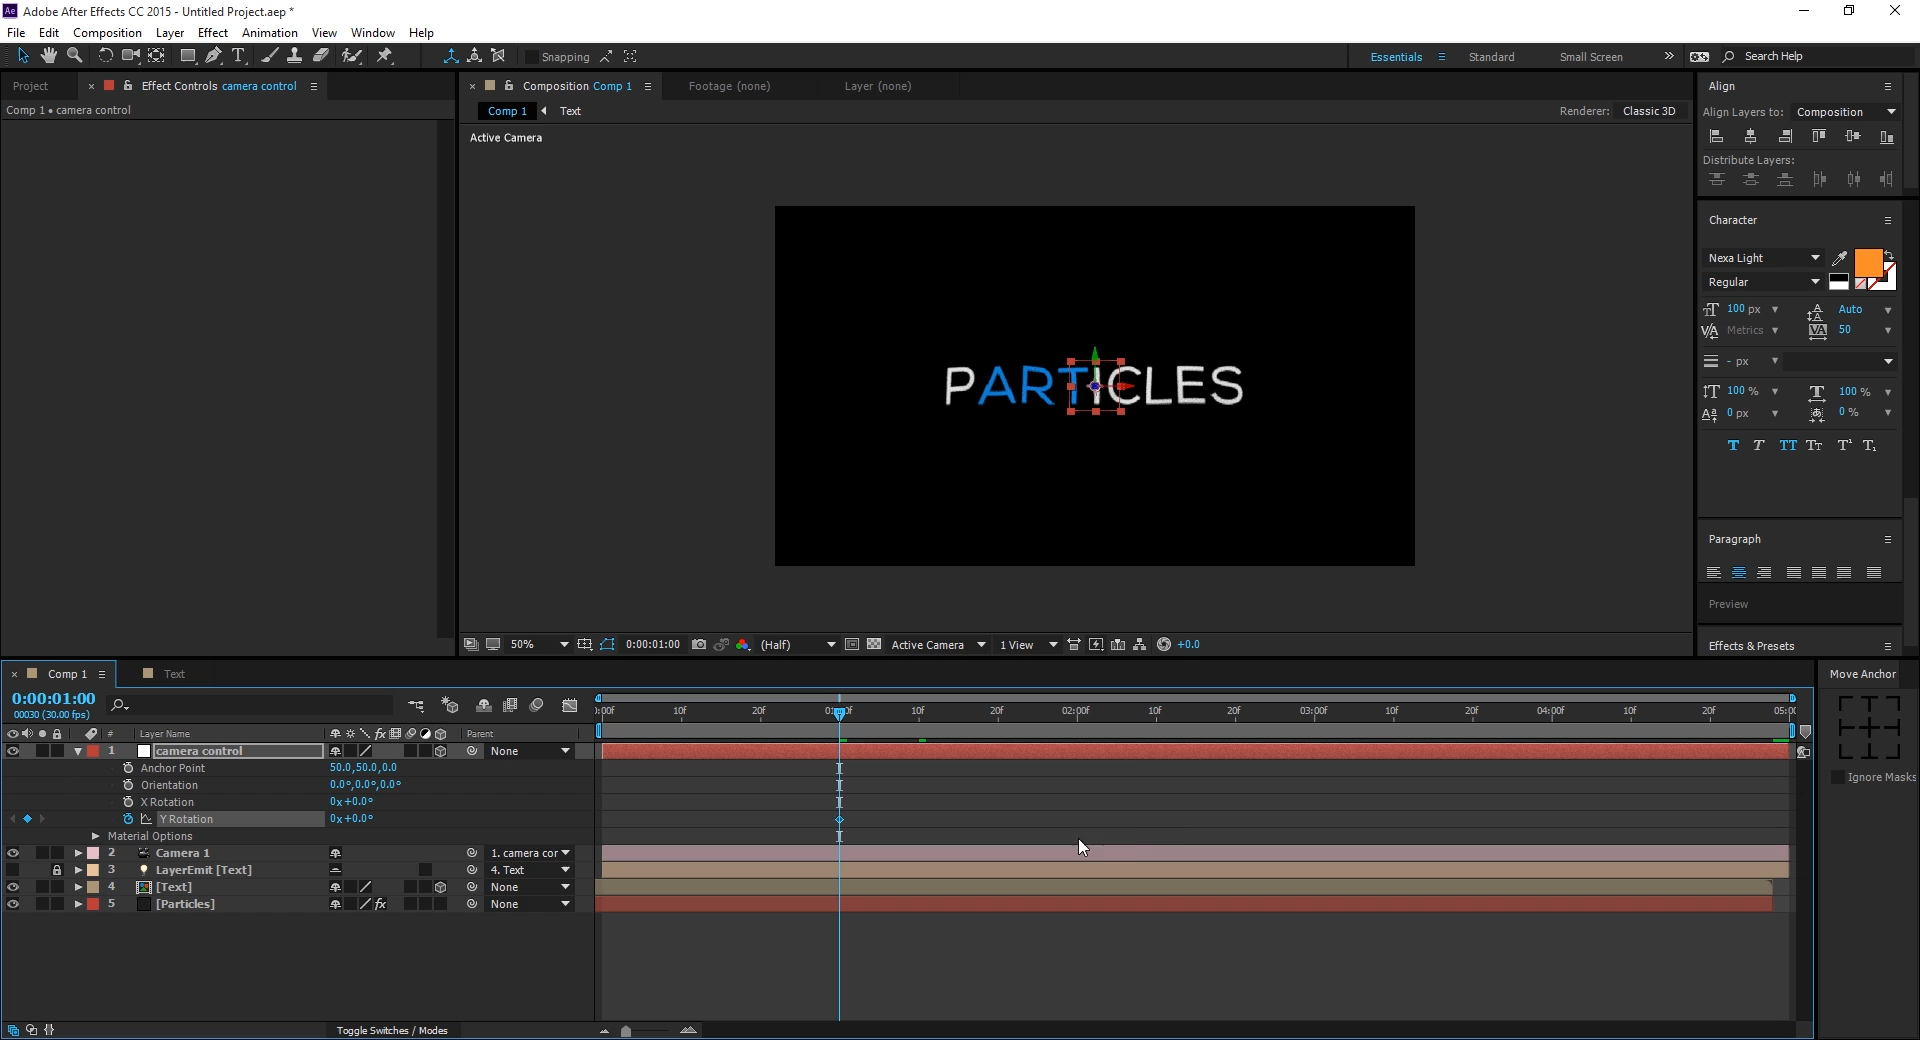 Ae Adobe After Effects CC 2015 - Untitled Project.aep *
File Edit Composition Layer Effect Animation View Window Help
Snapping
Essentials Standard Small Screen Search Help
Project Effect Controls camera control
Composition Comp 1 Footage (none) Layer (none)
Comp 1 • camera control
Comp 1 Text Renderer: Classic 3D
Active Camera
PARTICLES
50% 0:00:01:00 (Half) Active Camera 1 View +0.0
Align
Align Layers to: Composition
Distribute Layers:
Character
Nexa Light
Regular
100 px Auto
Metrics 50
- px
100 % 100 %
0 px 0 %
Paragraph
Preview
Effects & Presets
Comp 1 Text
0:00:01:00
00030 (30.00 fps)
# Layer Name Parent
10f 20f 10f 20f 02:00f 10f 20f 03:00f 10f 20f 04:00f 10f 20f
1 camera control None
Anchor Point 50.0,50.0,0.0
Orientation 0.0°,0.0°,0.0°
X Rotation 0x+0.0°
Y Rotation 0x+0.0°
Material Options
2 Camera 1 1. camera cor
3 LayerEmit [Text] 4. Text
4 [Text] None
5 [Particles] None
Toggle Switches / Modes
Move Anchor
Ignore Masks